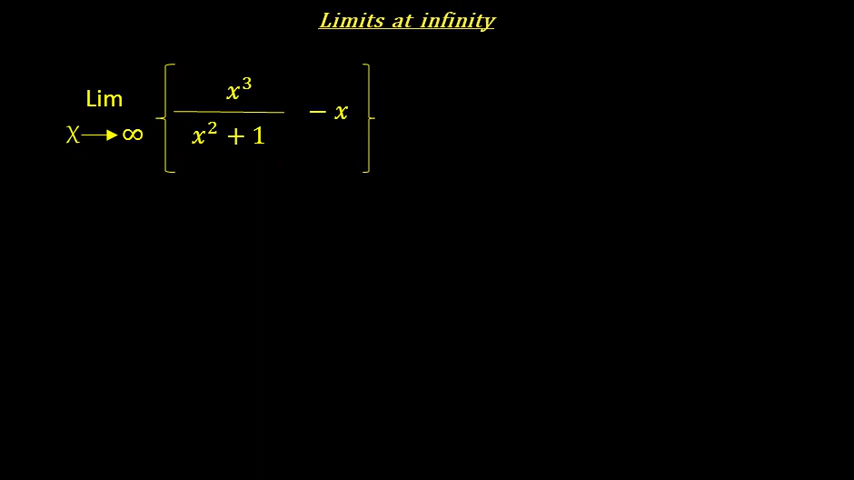 Limits at infinity
Lim x→∞ { x³ / x² + 1 − x }